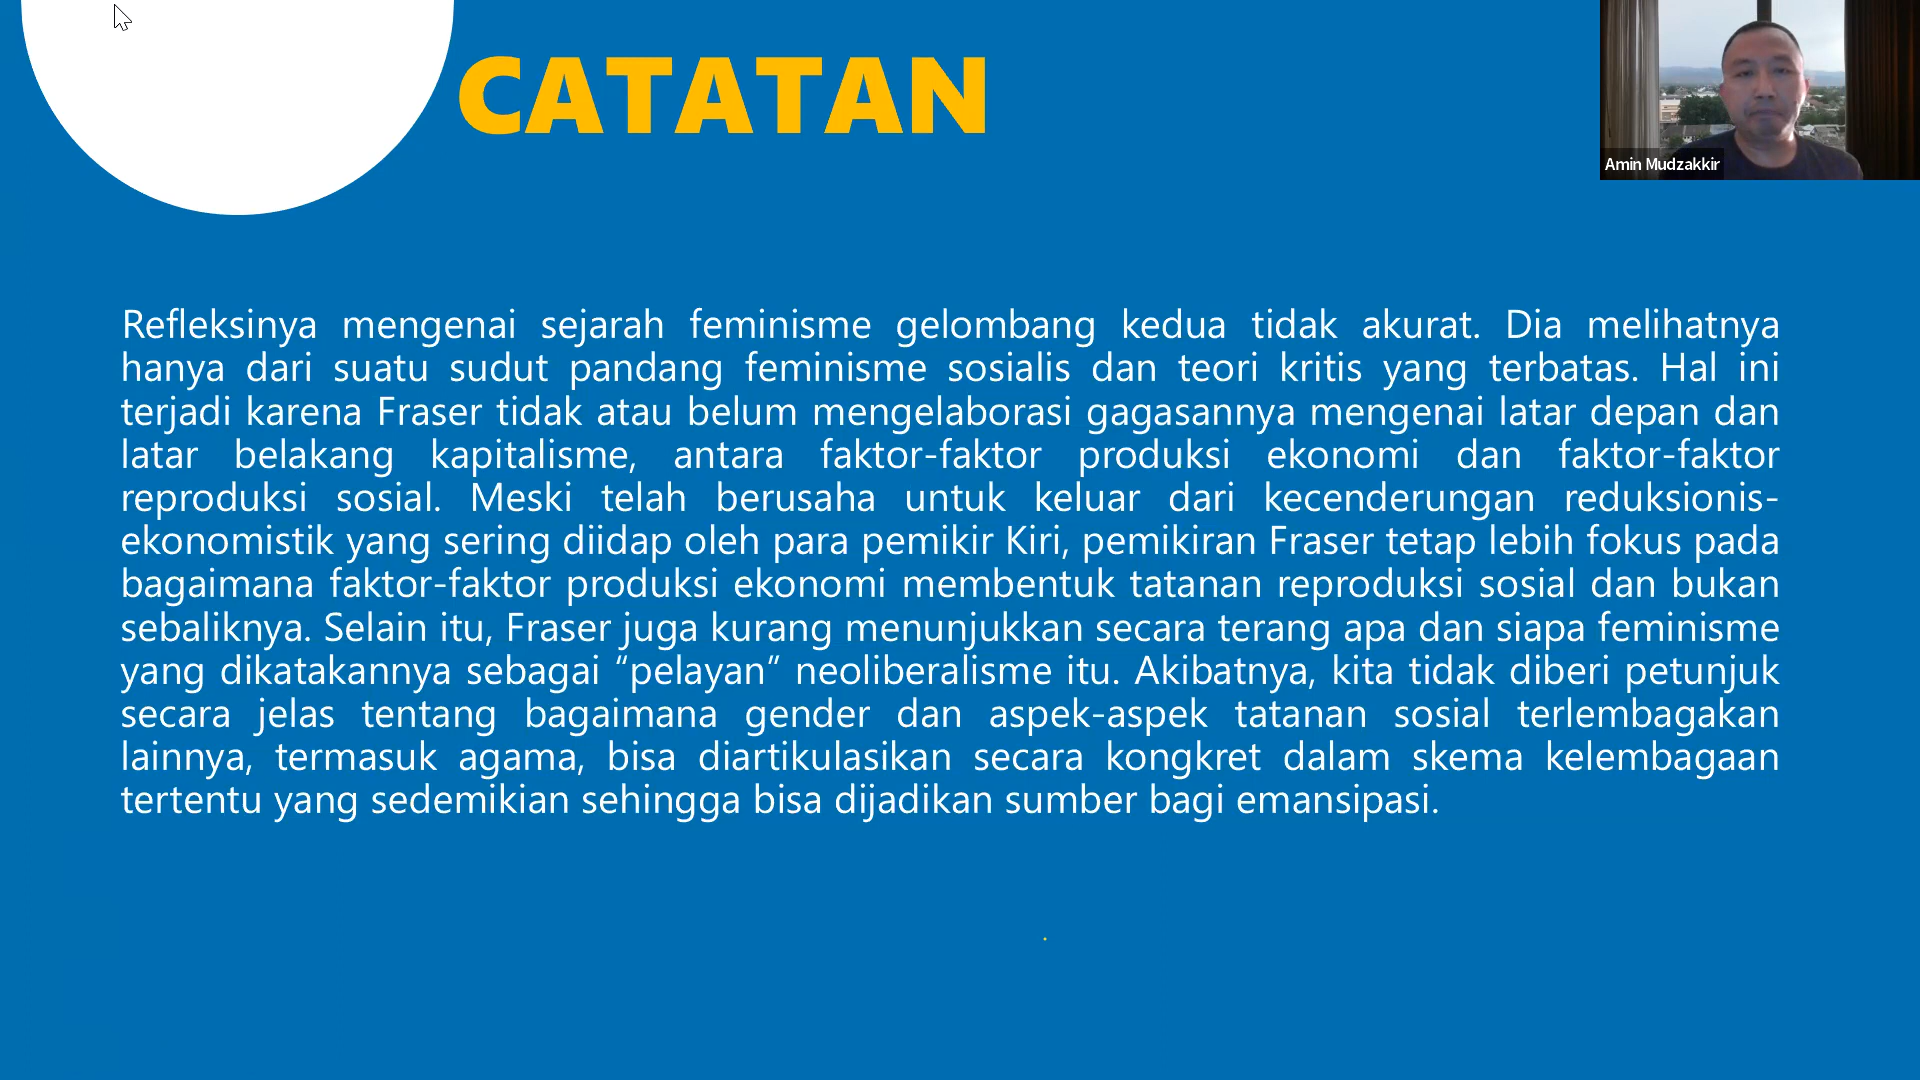 CATATAN
Amin Mudzakkir
Refleksinya mengenai sejarah feminisme gelombang kedua tidak akurat. Dia melihatnya
hanya dari suatu sudut pandang feminisme sosialis dan teori kritis yang terbatas. Hal ini
terjadi karena Fraser tidak atau belum mengelaborasi gagasannya mengenai latar depan dan
latar belakang kapitalisme, antara faktor-faktor produksi ekonomi dan faktor-faktor
reproduksi sosial. Meski telah berusaha untuk keluar dari kecenderungan reduksionis-
ekonomistik yang sering diidap oleh para pemikir Kiri, pemikiran Fraser tetap lebih fokus pada
bagaimana faktor-faktor produksi ekonomi membentuk tatanan reproduksi sosial dan bukan
sebaliknya. Selain itu, Fraser juga kurang menunjukkan secara terang apa dan siapa feminisme
yang dikatakannya sebagai “pelayan” neoliberalisme itu. Akibatnya, kita tidak diberi petunjuk
secara jelas tentang bagaimana gender dan aspek-aspek tatanan sosial terlembagakan
lainnya, termasuk agama, bisa diartikulasikan secara kongkret dalam skema kelembagaan
tertentu yang sedemikian sehingga bisa dijadikan sumber bagi emansipasi.